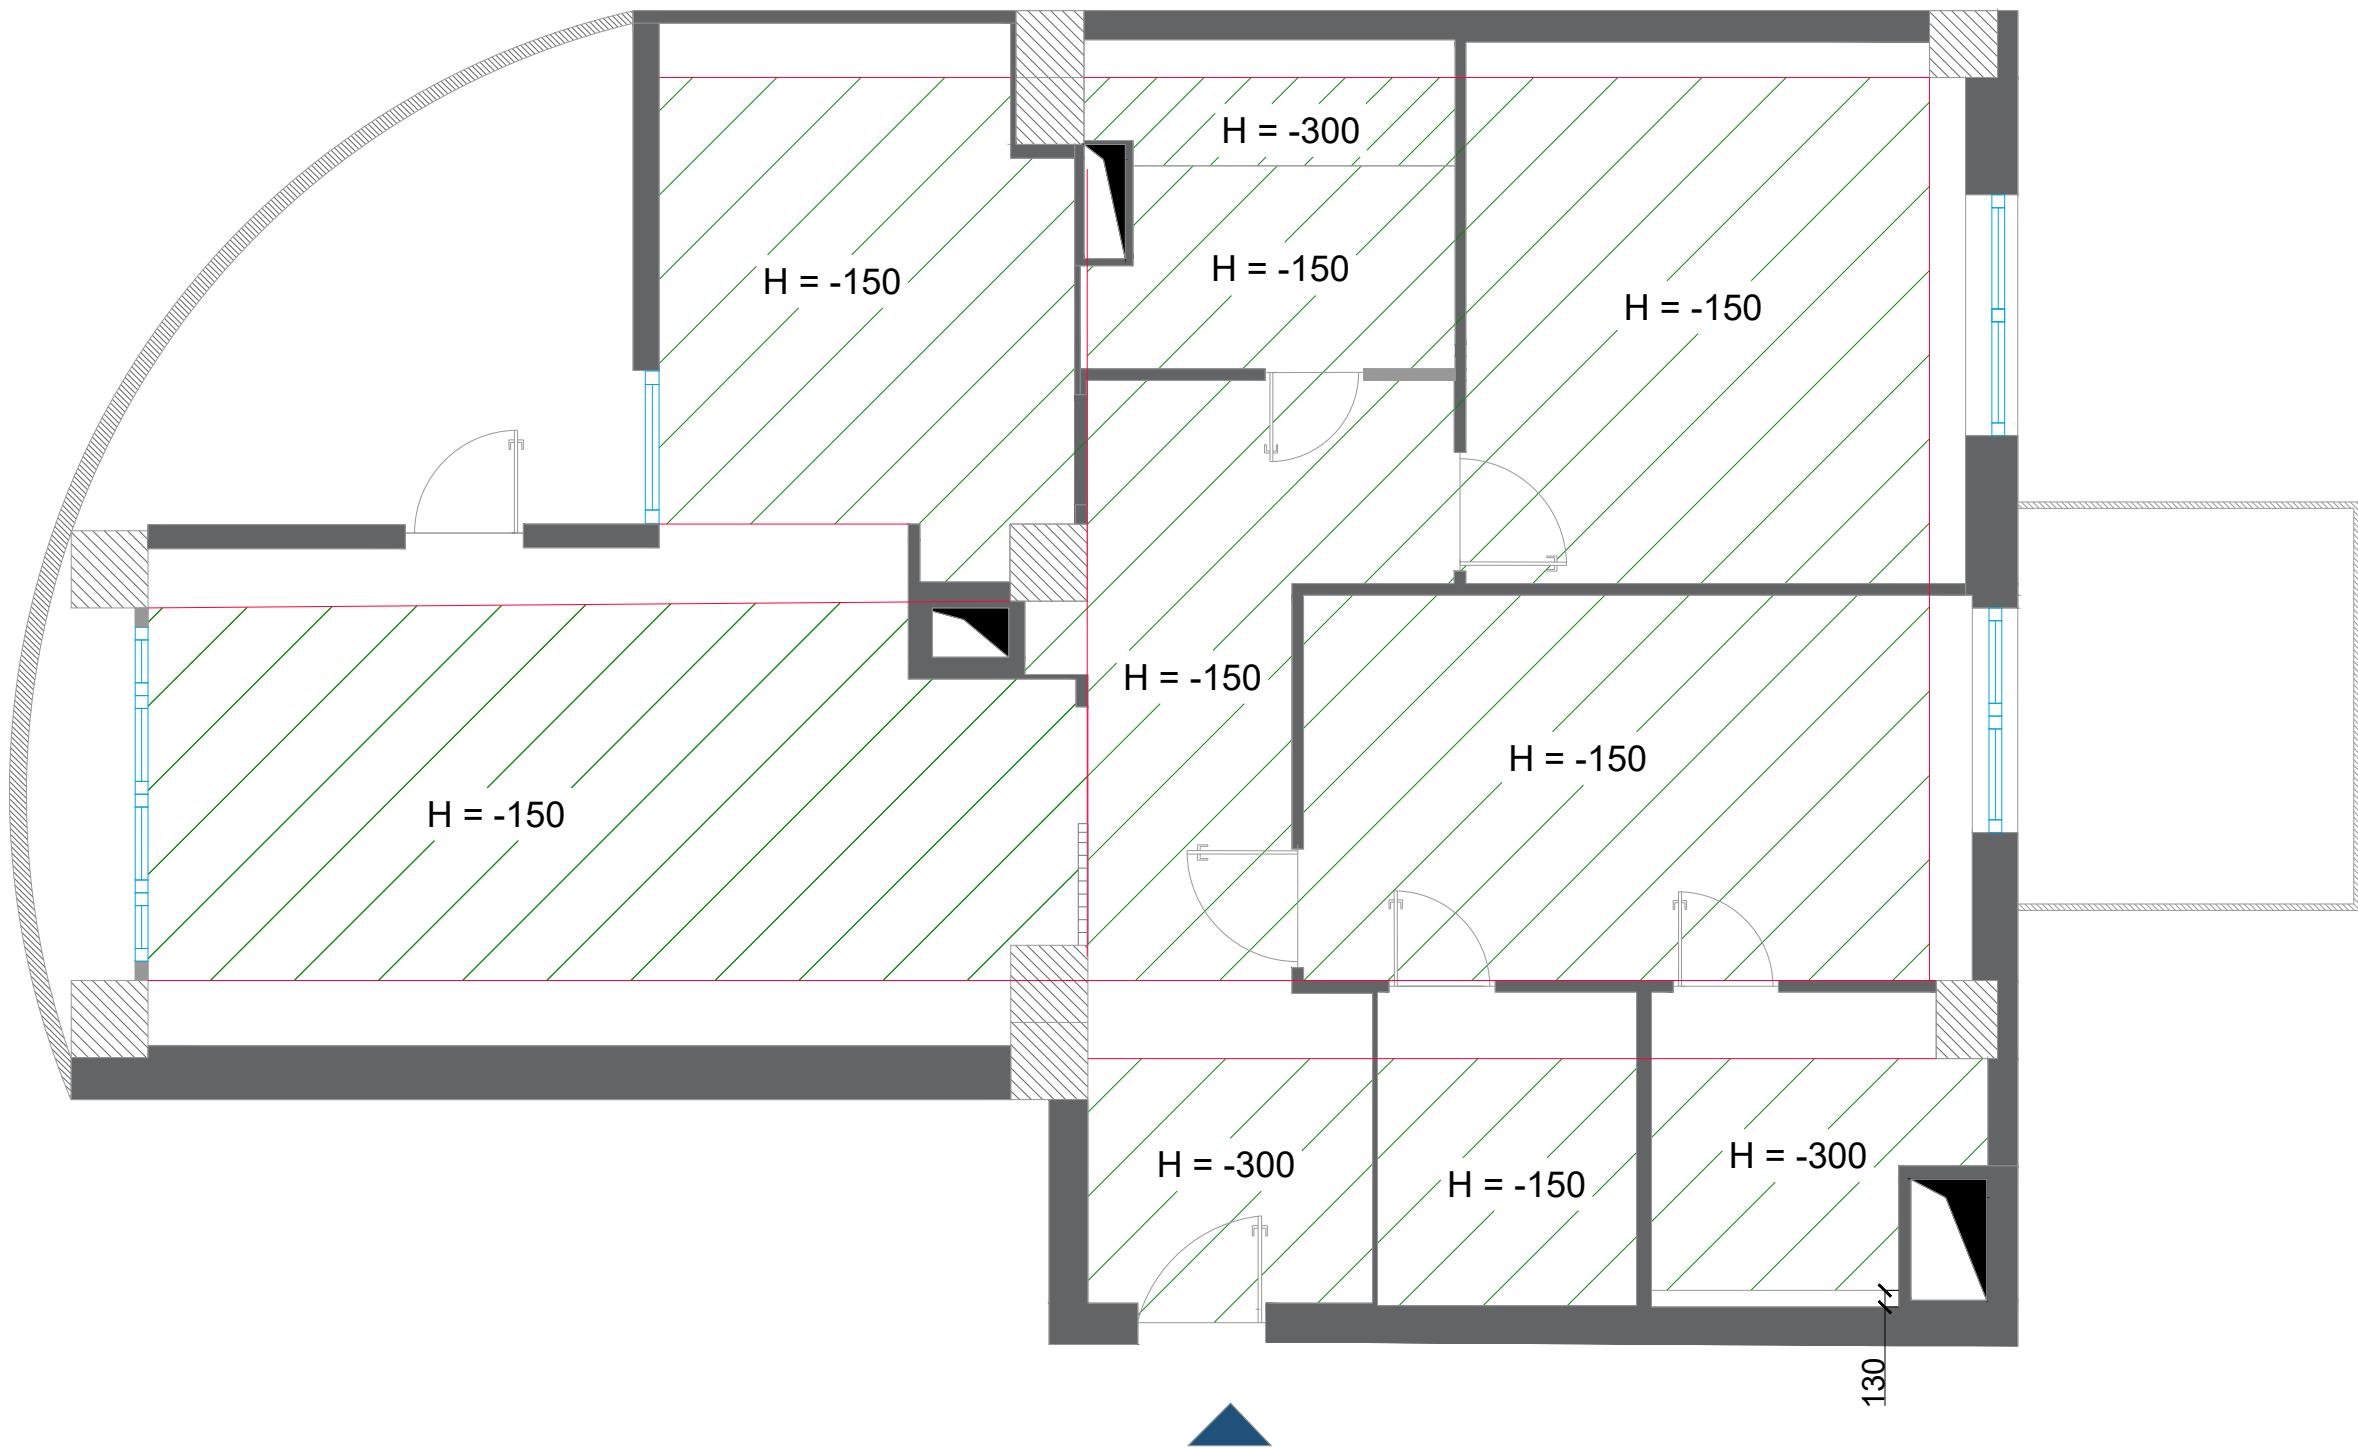 H = -300
H = -150
H = -150
H = -150
H = -150
H = -150
H = -150
H = -300
H = -150
H = -300
130